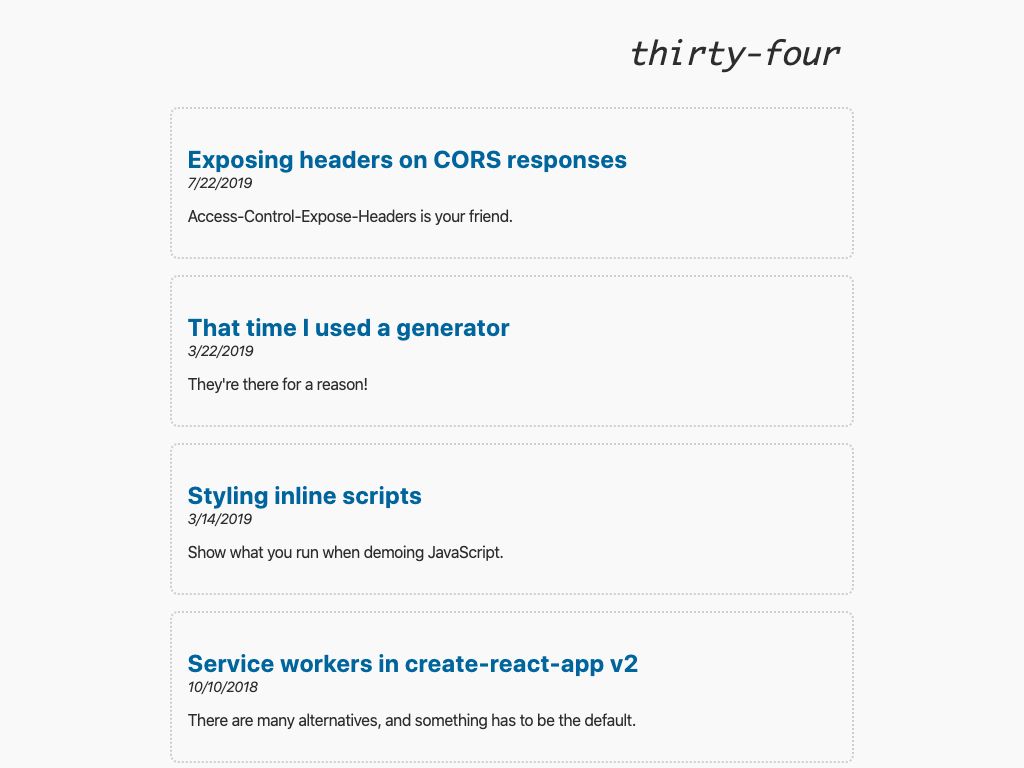 thirty-four
Exposing headers on CORS responses
7/22/2019
Access-Control-Expose-Headers is your friend.
That time I used a generator
3/22/2019
They're there for a reason!
Styling inline scripts
3/14/2019
Show what you run when demoing JavaScript.
Service workers in create-react-app v2
10/10/2018
There are many alternatives, and something has to be the default.